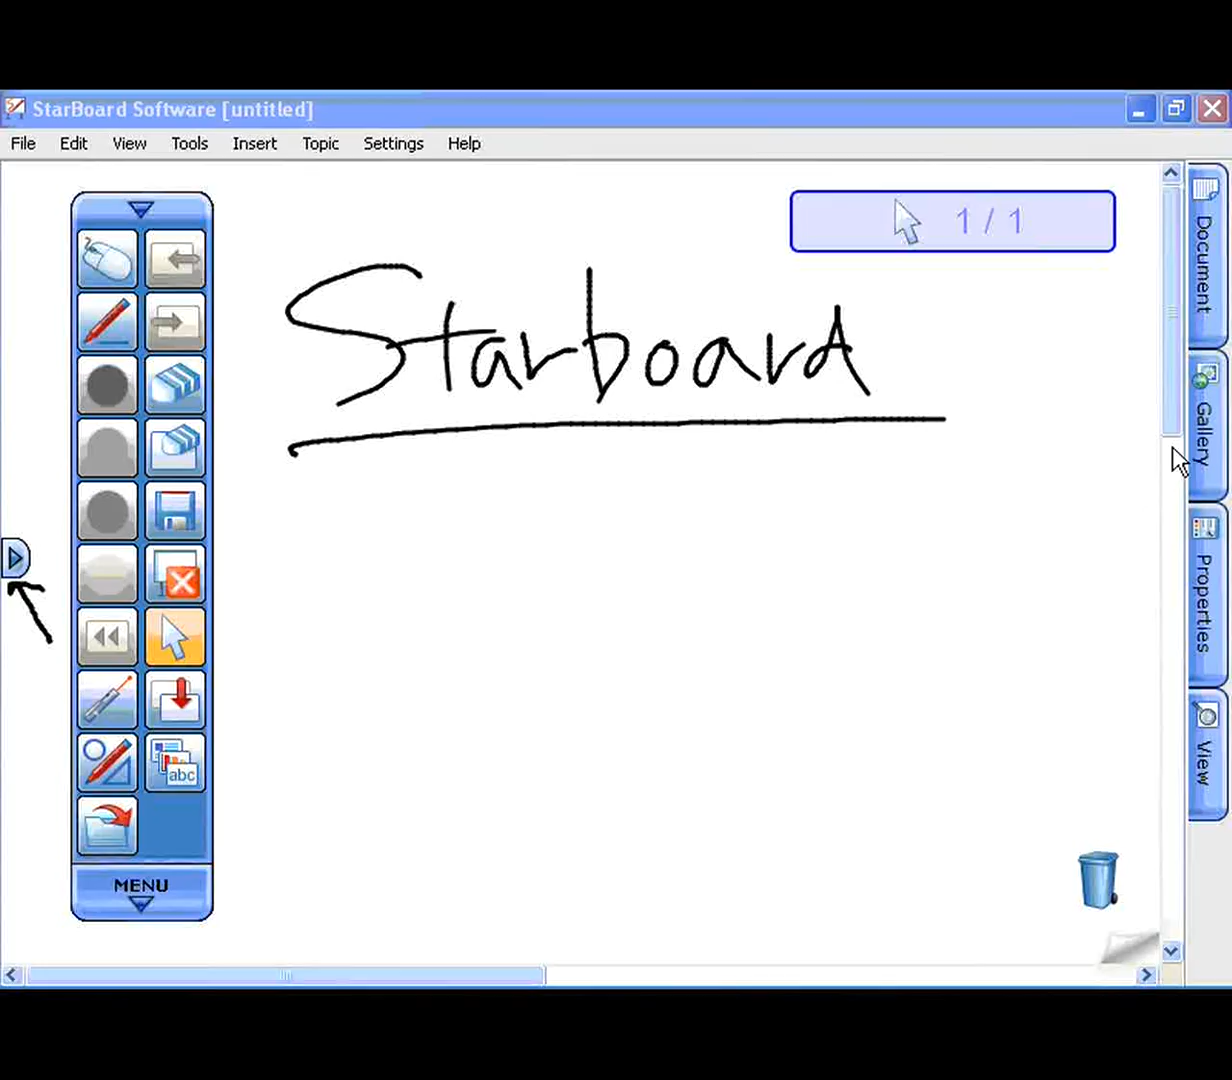 StarBoard Software [untitled]
File Edit View Tools Insert Topic Settings Help
1 / 1
Starboard
Document
Gallery
Properties
View
abc
MENU